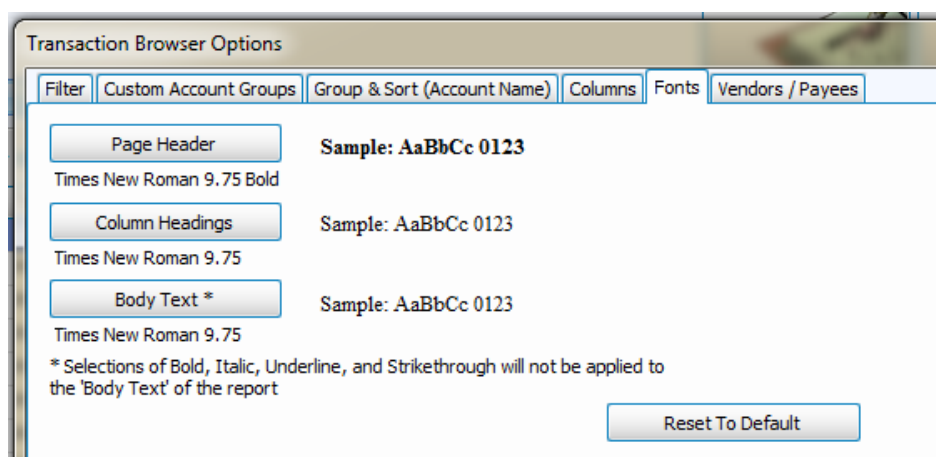 Transaction Browser Options
Filter Custom Account Groups Group & Sort (Account Name) Columns Fonts Vendors / Payees
Page Header Sample: AaBbCc 0123
Times New Roman 9.75 Bold
Column Headings Sample: AaBbCc 0123
Times New Roman 9.75
Body Text * Sample: AaBbCc 0123
Times New Roman 9.75
* Selections of Bold, Italic, Underline, and Strikethrough will not be applied to
the 'Body Text' of the report
Reset To Default